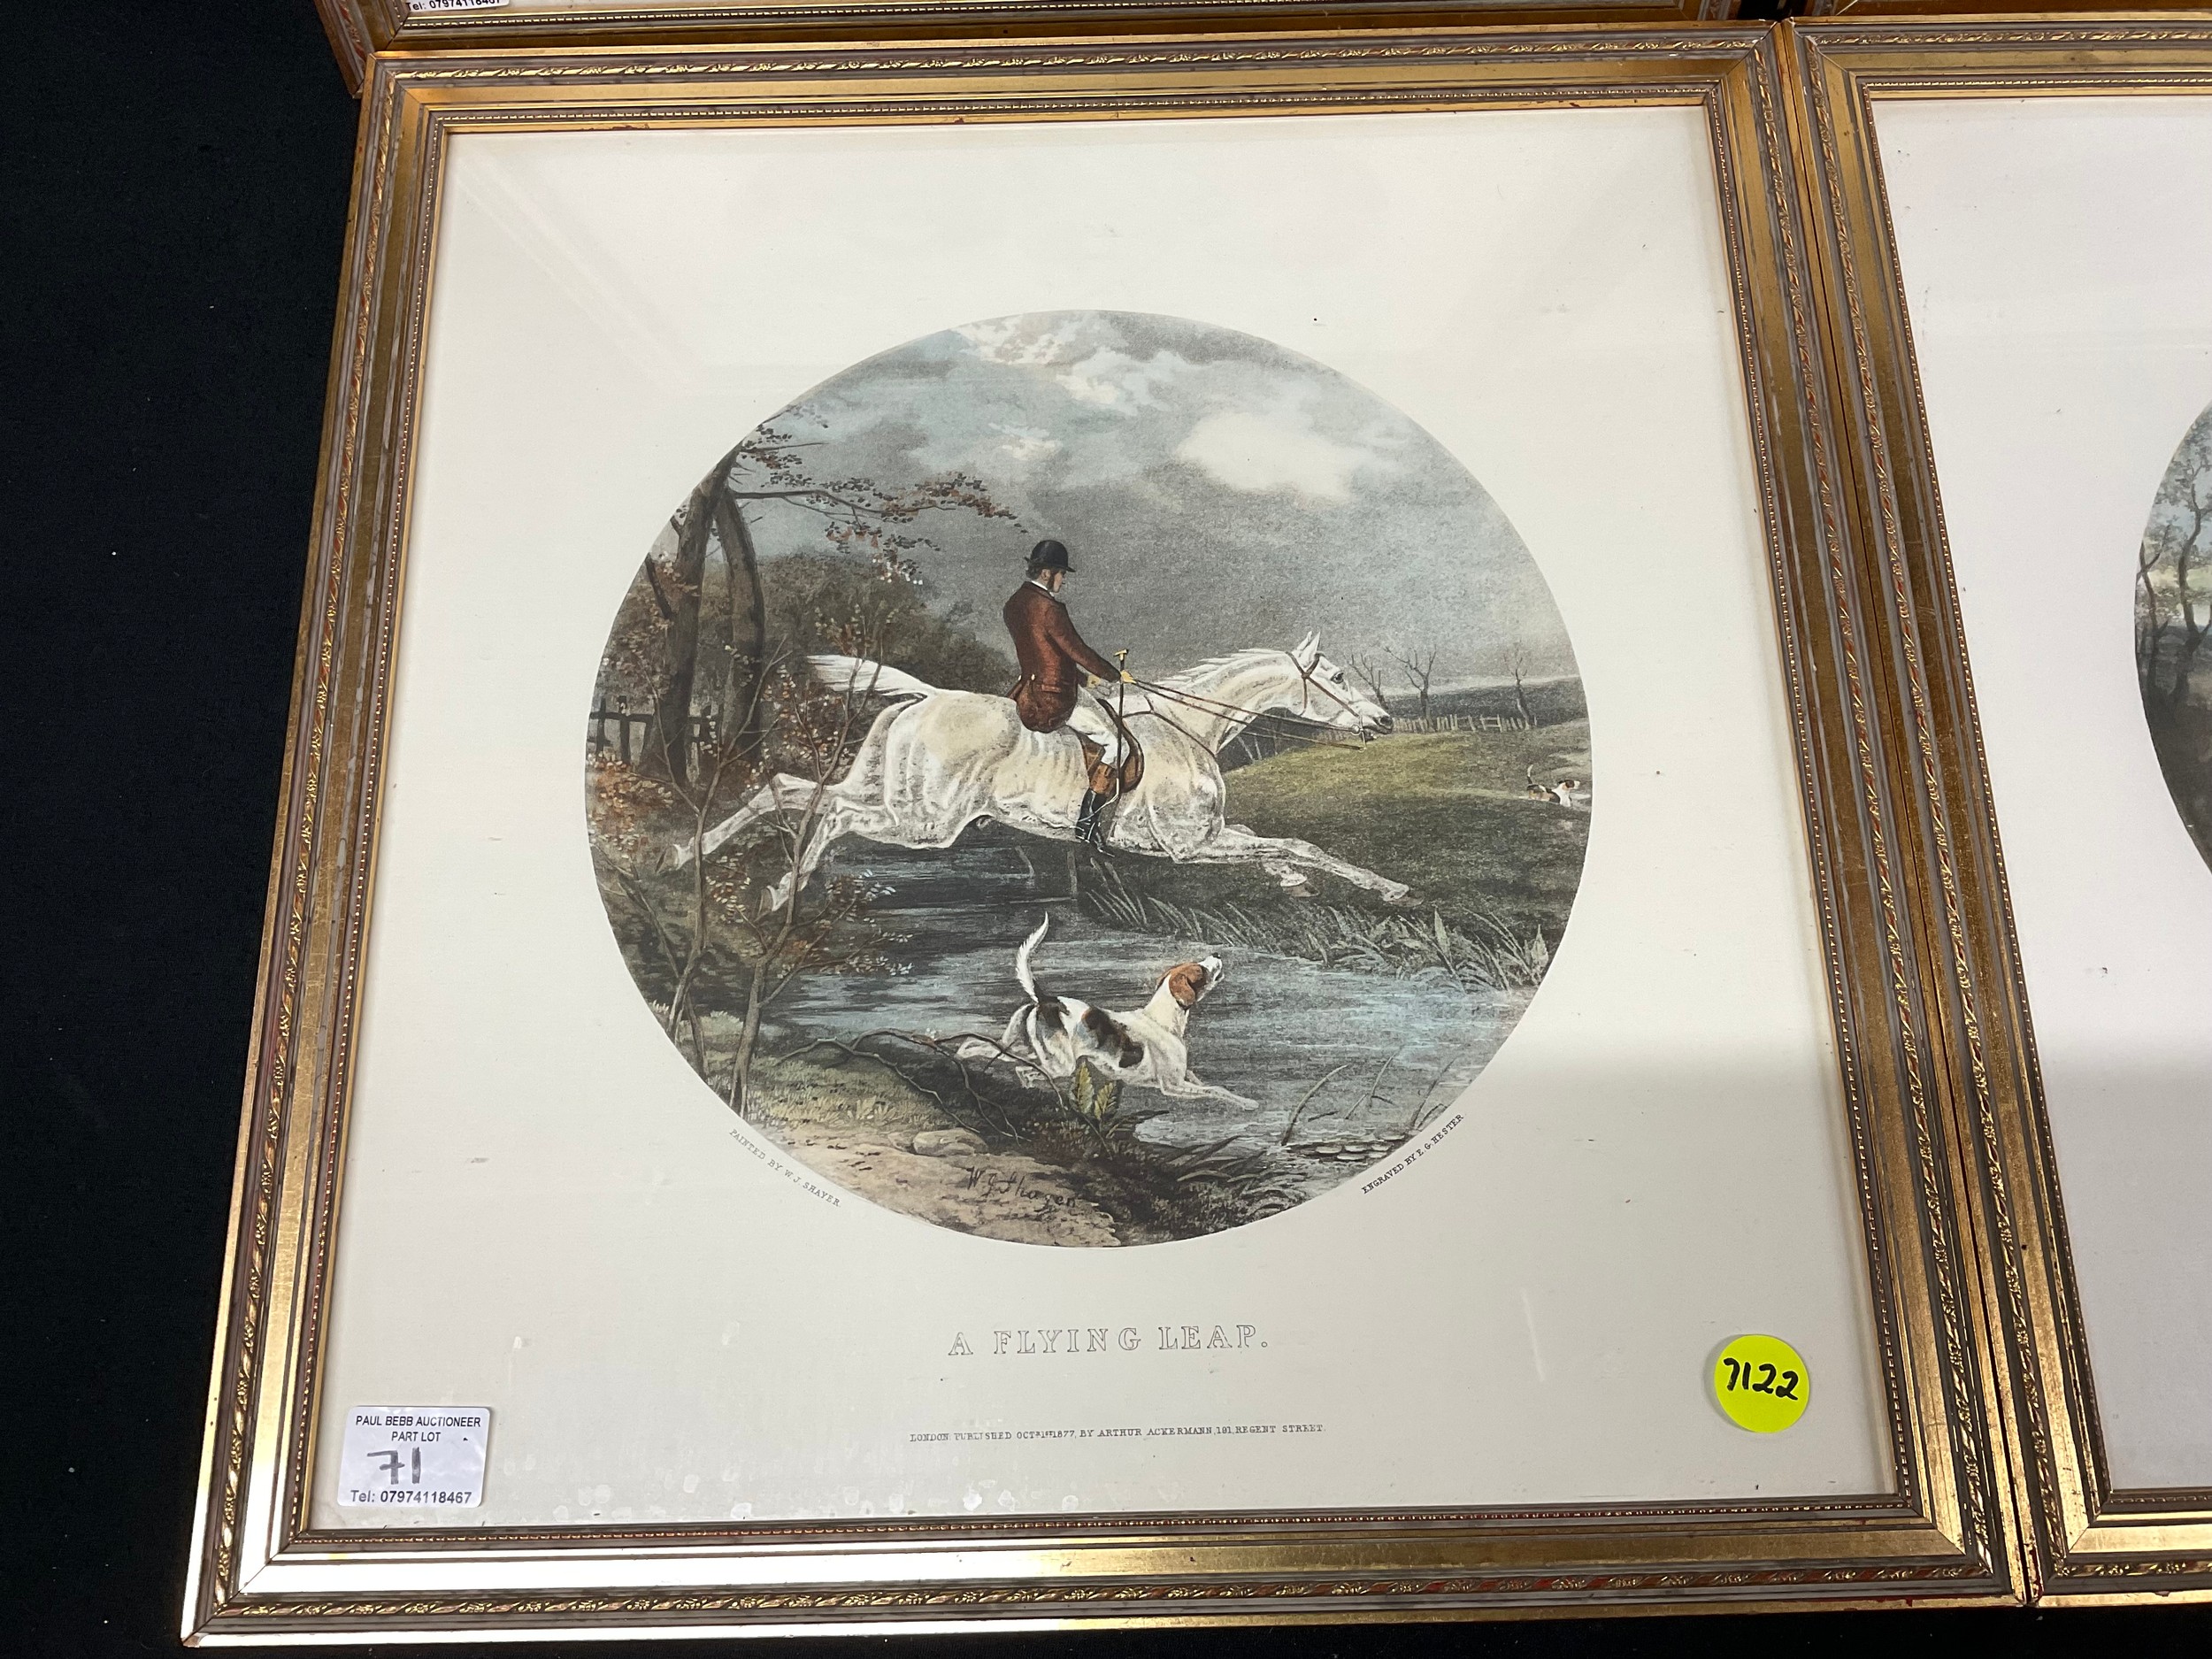 Tel: 07974118467
PAINTED BY W. J. SHAYER
ENGRAVED BY E. G. HESTER
W. J. Shayer
A FLYING LEAP.
LONDON: PUBLISHED OCTR 1ST 1877, BY ARTHUR ACKERMANN, 191, REGENT STREET.
7122
PAUL BEBB AUCTIONEER
PART LOT
71
Tel: 07974118467